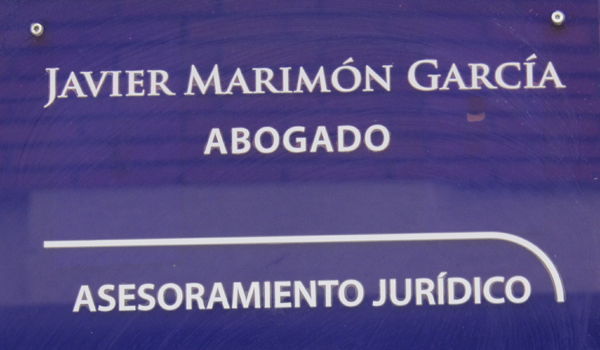 JAVIER MARIMÓN GARCÍA
ABOGADO
ASESORAMIENTO JURÍDICO